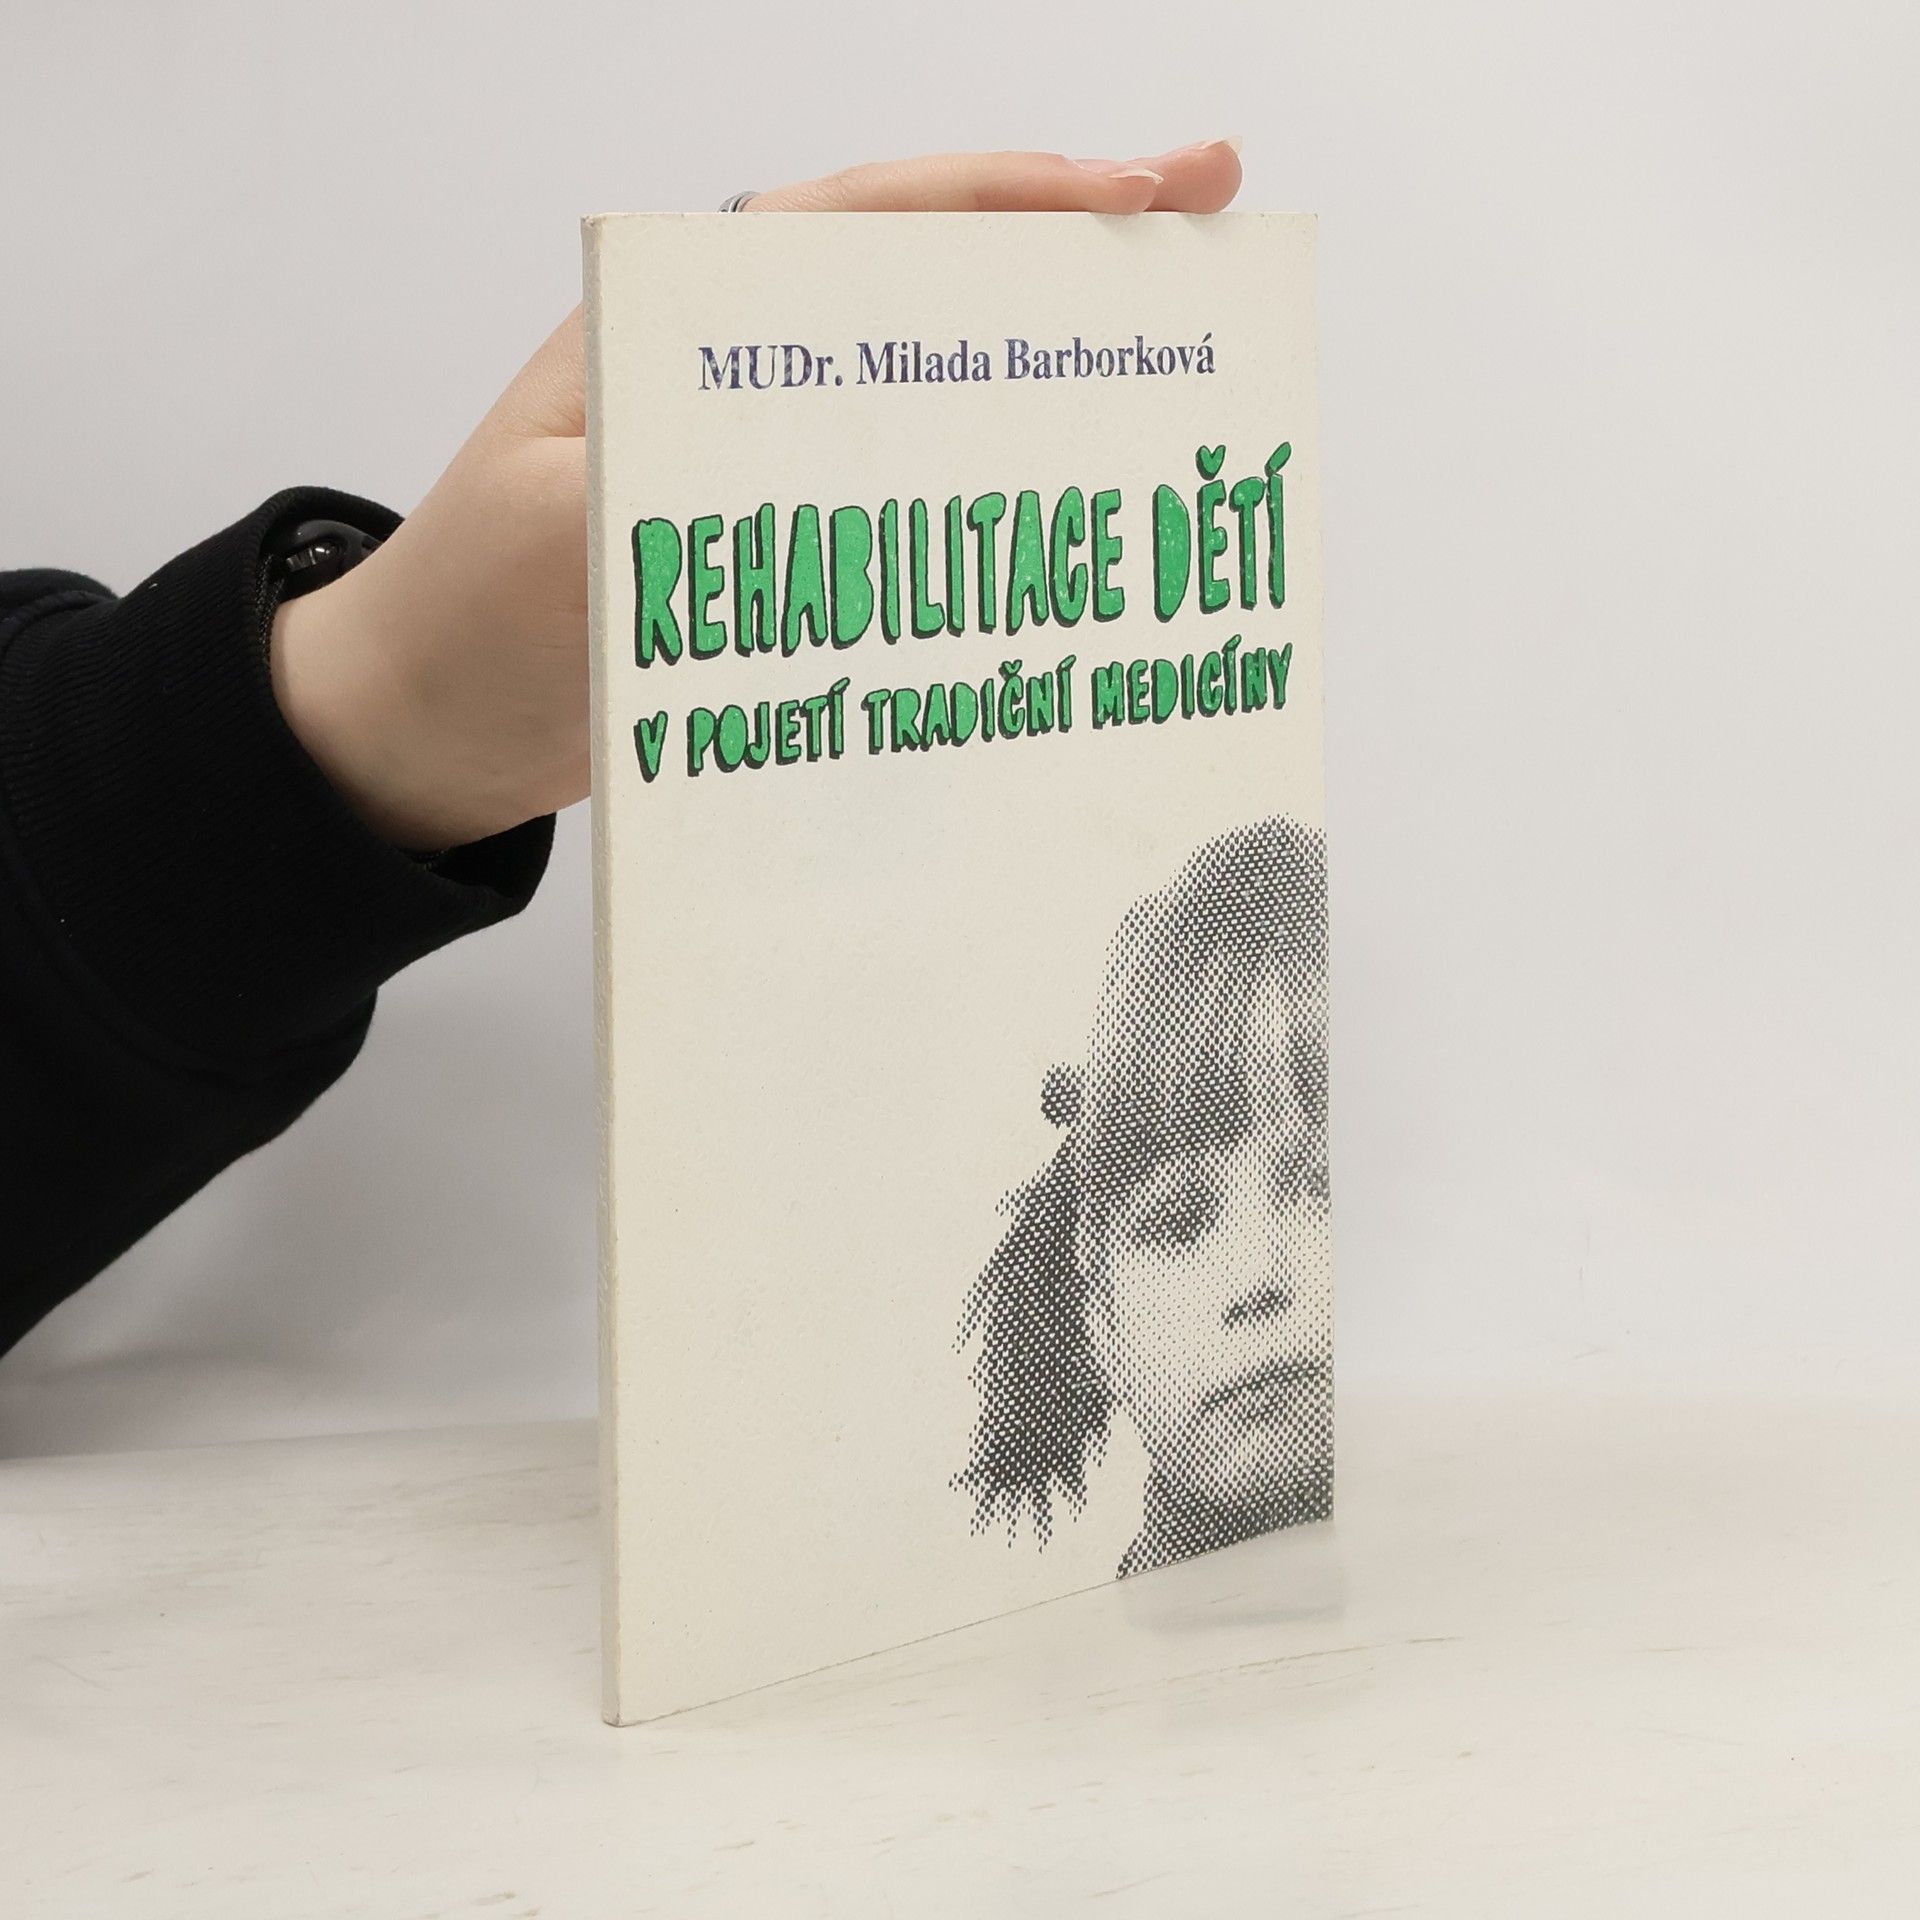 MUDr. Milada Barborková
REHABILITACE DĚTÍ
V POJETÍ TRADIČNÍ MEDICÍNY